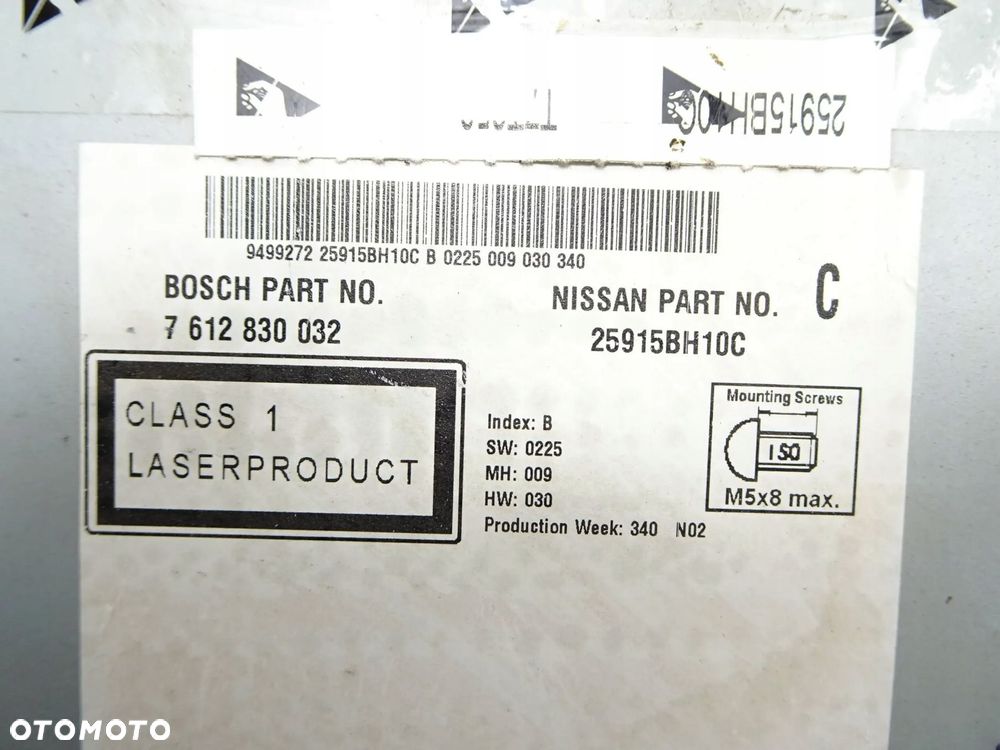 25915BH10C
9499272 25915BH10C B 0225 009 030 340
BOSCH PART NO.
7 612 830 032
NISSAN PART NO.
25915BH10C
C
CLASS 1
LASERPRODUCT
Index: B
SW: 0225
MH: 009
HW: 030
Production Week: 340 N02
Mounting Screws
ISO
M5x8 max.
OTOMOTO